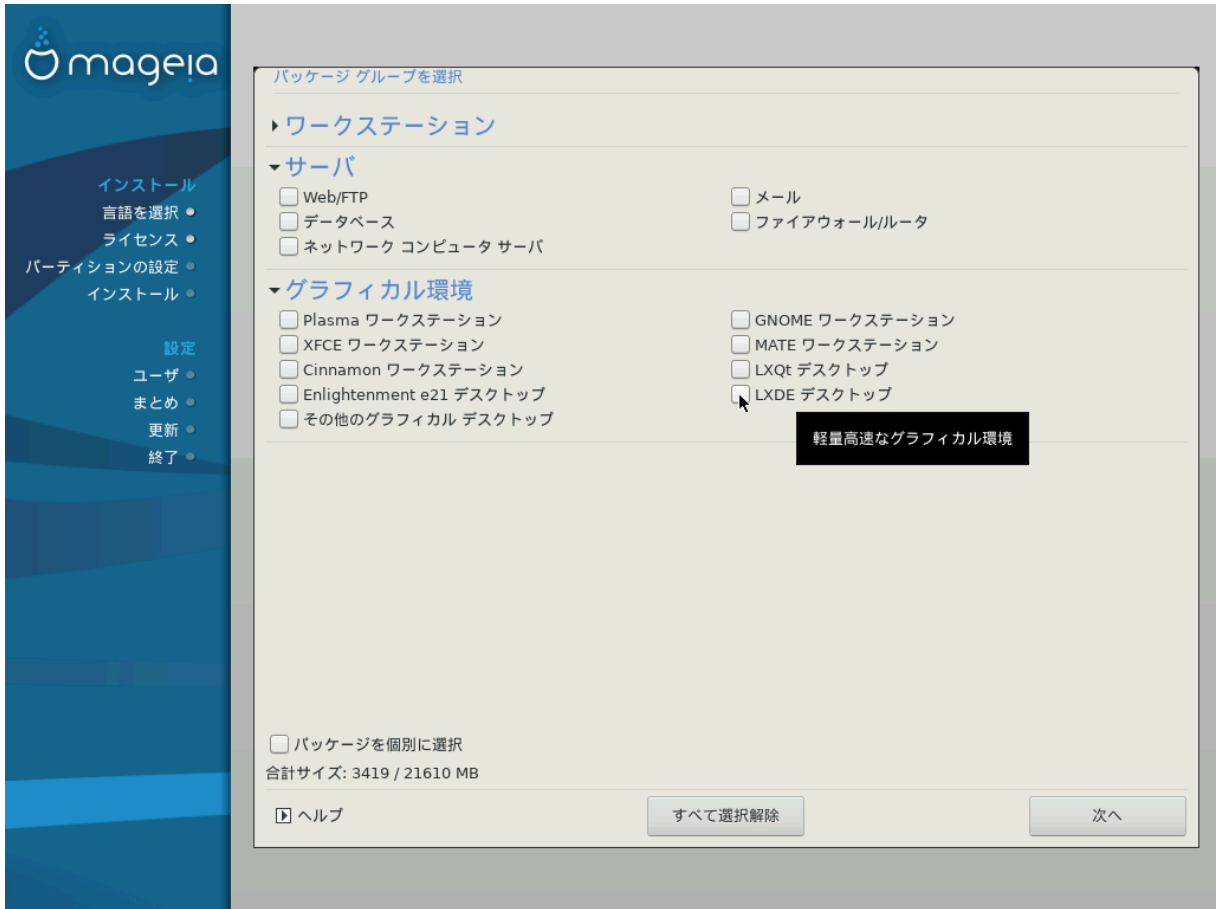 mageia
インストール
言語を選択
ライセンス
パーティションの設定
インストール
設定
ユーザ
まとめ
更新
終了
パッケージ グループを選択
ワークステーション
サーバ
Web/FTP
メール
データベース
ファイアウォール/ルータ
ネットワーク コンピュータ サーバ
グラフィカル環境
Plasma ワークステーション
GNOME ワークステーション
XFCE ワークステーション
MATE ワークステーション
Cinnamon ワークステーション
LXQt デスクトップ
Enlightenment e21 デスクトップ
LXDE デスクトップ
その他のグラフィカル デスクトップ
軽量高速なグラフィカル環境
パッケージを個別に選択
合計サイズ: 3419 / 21610 MB
ヘルプ
すべて選択解除
次へ